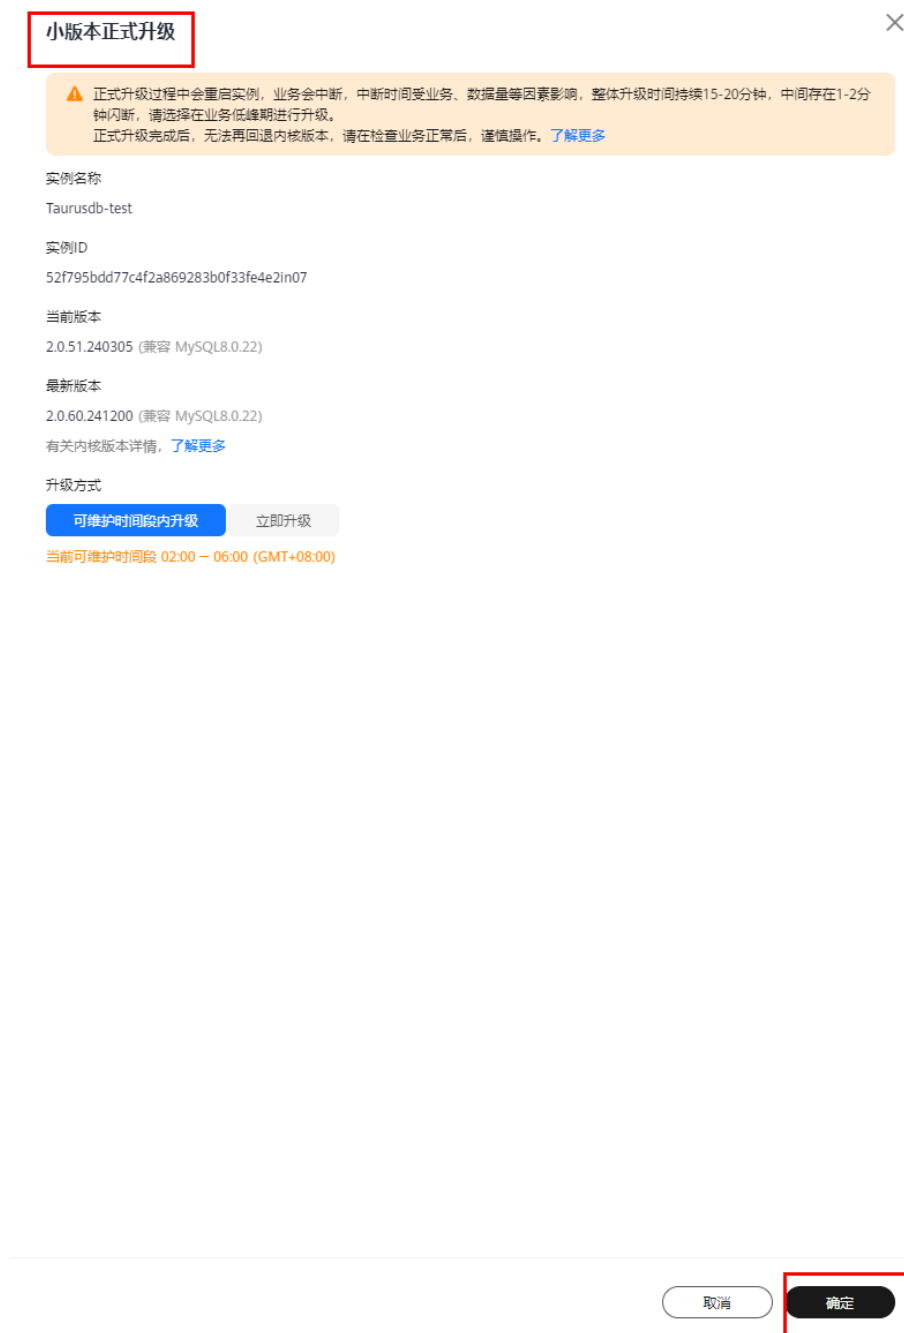 小版本正式升级
正式升级过程中会重启实例，业务会中断，中断时间受业务、数据量等因素影响，整体升级时间持续15-20分钟，中间存在1-2分
钟闪断，请选择在业务低峰期进行升级。
正式升级完成后，无法再回退内核版本，请在检查业务正常后，谨慎操作。了解更多
实例名称
Taurusdb-test
实例ID
52f795bdd77c4f2a869283b0f33fe4e2in07
当前版本
2.0.51.240305 (兼容 MySQL8.0.22)
最新版本
2.0.60.241200 (兼容 MySQL8.0.22)
有关内核版本详情，了解更多
升级方式
可维护时间段内升级 立即升级
当前可维护时间段 02:00 — 06:00 (GMT+08:00)
取消 确定